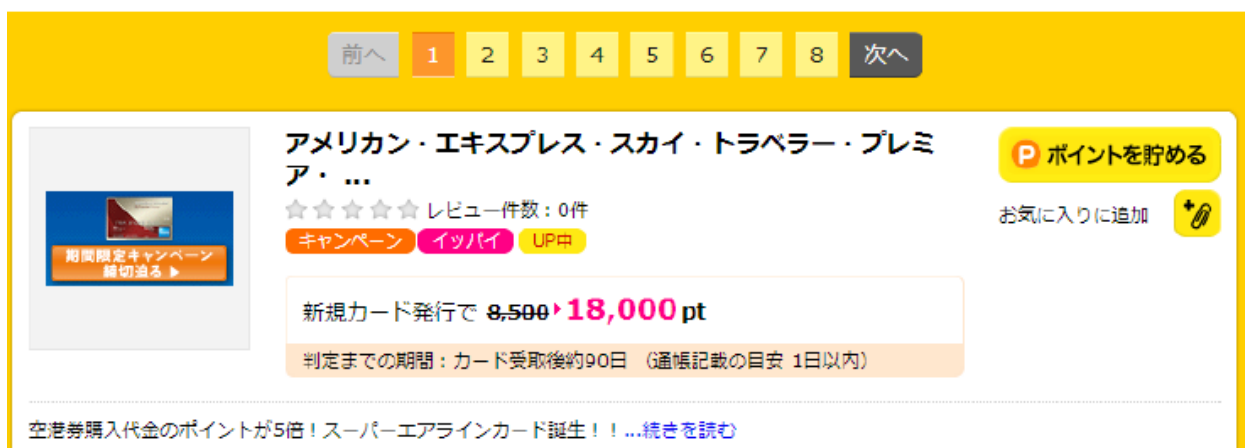 前へ 1 2 3 4 5 6 7 8 次へ
アメリカン・エキスプレス・スカイ・トラベラー・プレミ
ア・ ...
レビュー件数：0件
キャンペーン イッパイ UP中
期間限定キャンペーン
締切迫る ▶
新規カード発行で 8,500 18,000 pt
判定までの期間：カード受取後約90日 （通帳記載の目安 1日以内）
P ポイントを貯める
お気に入りに追加
空港券購入代金のポイントが5倍！スーパーエアラインカード誕生！！...続きを読む